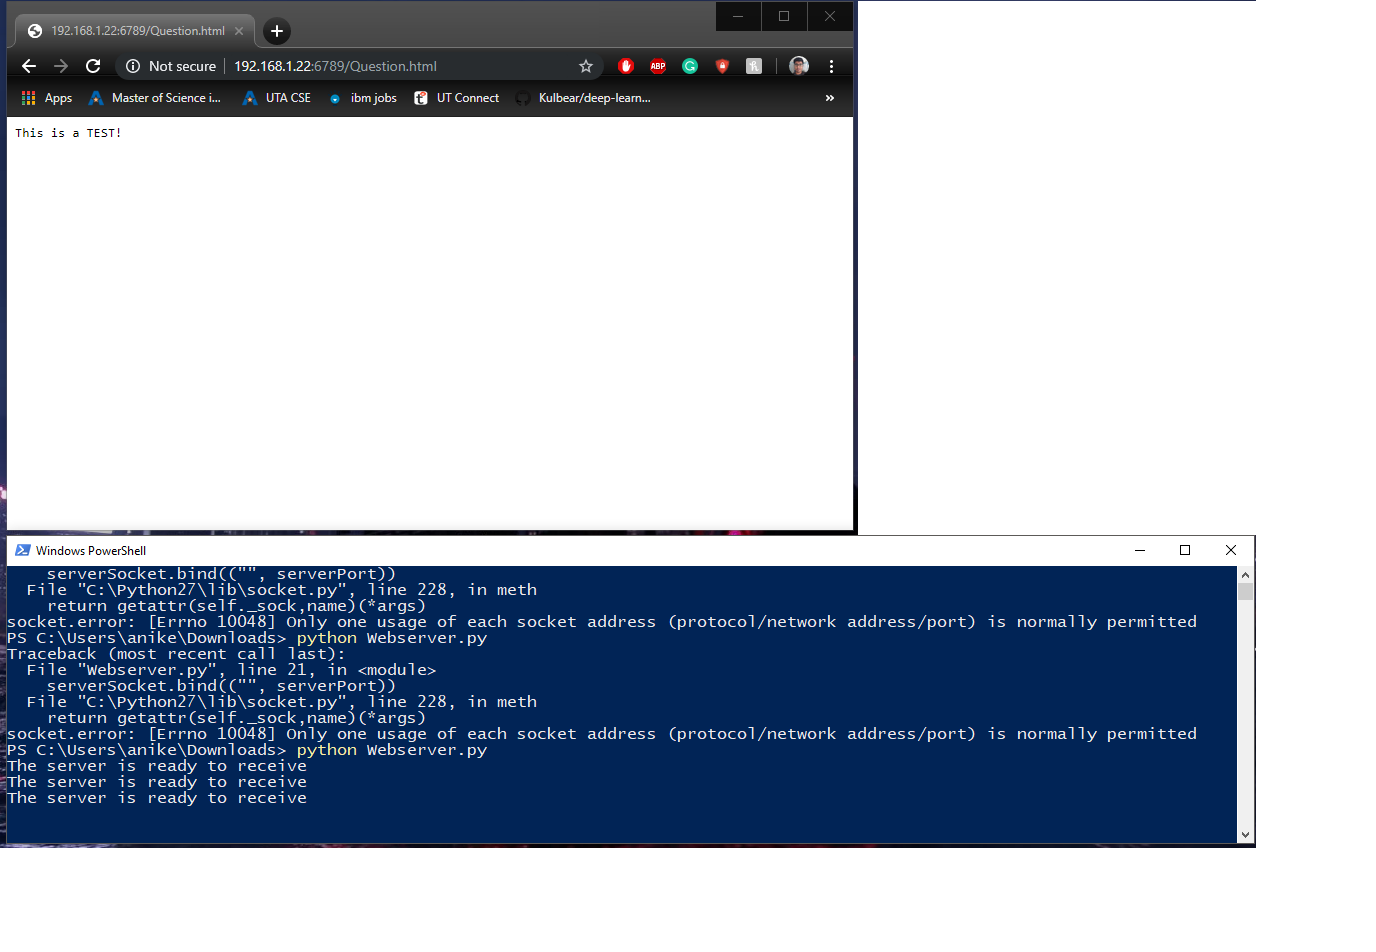 192.168.1.22:6789/Question.html
Not secure 192.168.1.22:6789/Question.html
ABP
Apps Master of Science i... UTA CSE ibm jobs UT Connect Kulbear/deep-learn... »
This is a TEST!
Windows PowerShell
serverSocket.bind(("", serverPort))
File "C:\Python27\lib\socket.py", line 228, in meth
return getattr(self._sock,name)(*args)
socket.error: [Errno 10048] Only one usage of each socket address (protocol/network address/port) is normally permitted
PS C:\Users\anike\Downloads> python Webserver.py
Traceback (most recent call last):
File "Webserver.py", line 21, in <module>
serverSocket.bind(("", serverPort))
File "C:\Python27\lib\socket.py", line 228, in meth
return getattr(self._sock,name)(*args)
socket.error: [Errno 10048] Only one usage of each socket address (protocol/network address/port) is normally permitted
PS C:\Users\anike\Downloads> python Webserver.py
The server is ready to receive
The server is ready to receive
The server is ready to receive